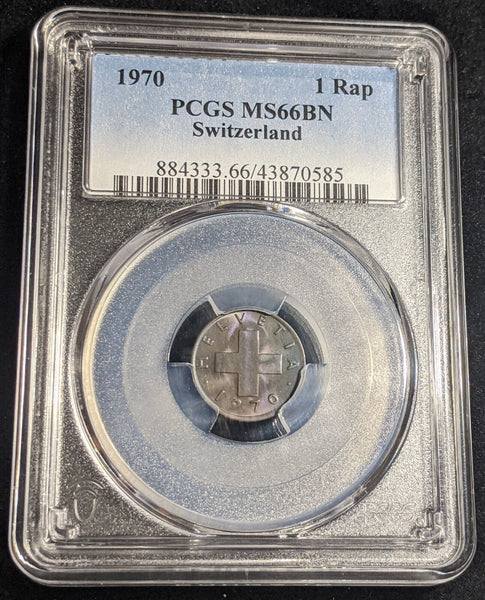 1970 1 Rap
PCGS MS66BN
Switzerland
884333.66/43870585
HELVETIA
1970